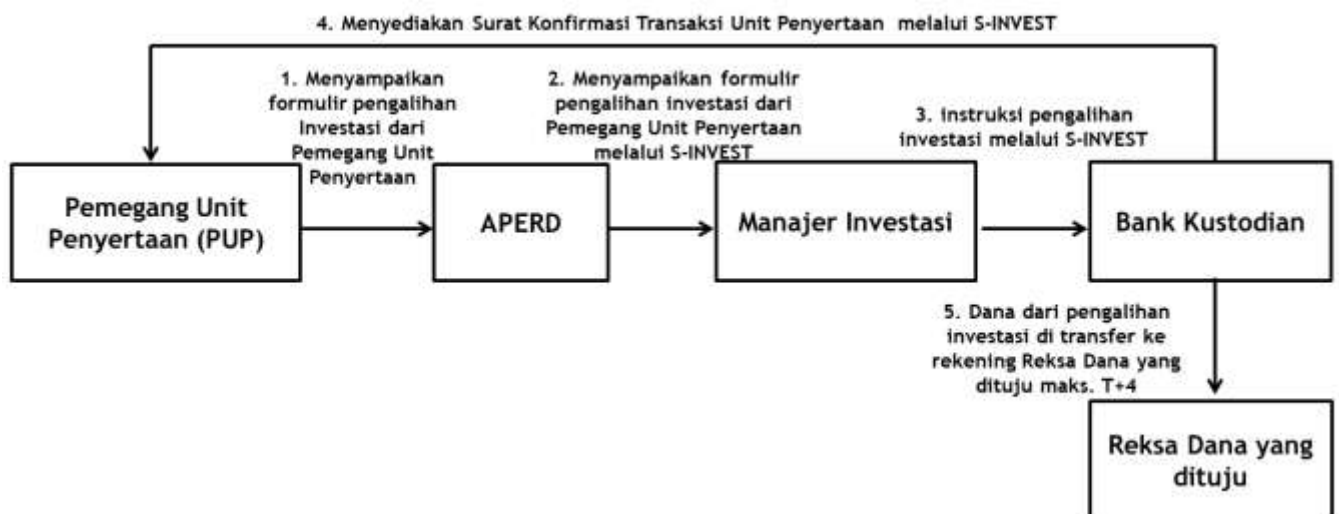 4. Menyediakan Surat Konfirmasi Transaksi Unit Penyertaan melalui S-INVEST
1. Menyampaikan
formulir pengalihan
Investasi dari
Pemegang Unit
Penyertaan
2. Menyampaikan formulir
pengalihan investasi dari
Pemegang Unit Penyertaan
melalui S-INVEST
3. instruksi pengalihan
investasi melalui S-INVEST
Pemegang Unit
Penyertaan (PUP)
APERD
Manajer Investasi
Bank Kustodian
5. Dana dari pengalihan
investasi di transfer ke
rekening Reksa Dana yang
dituju maks. T+4
Reksa Dana yang
dituju